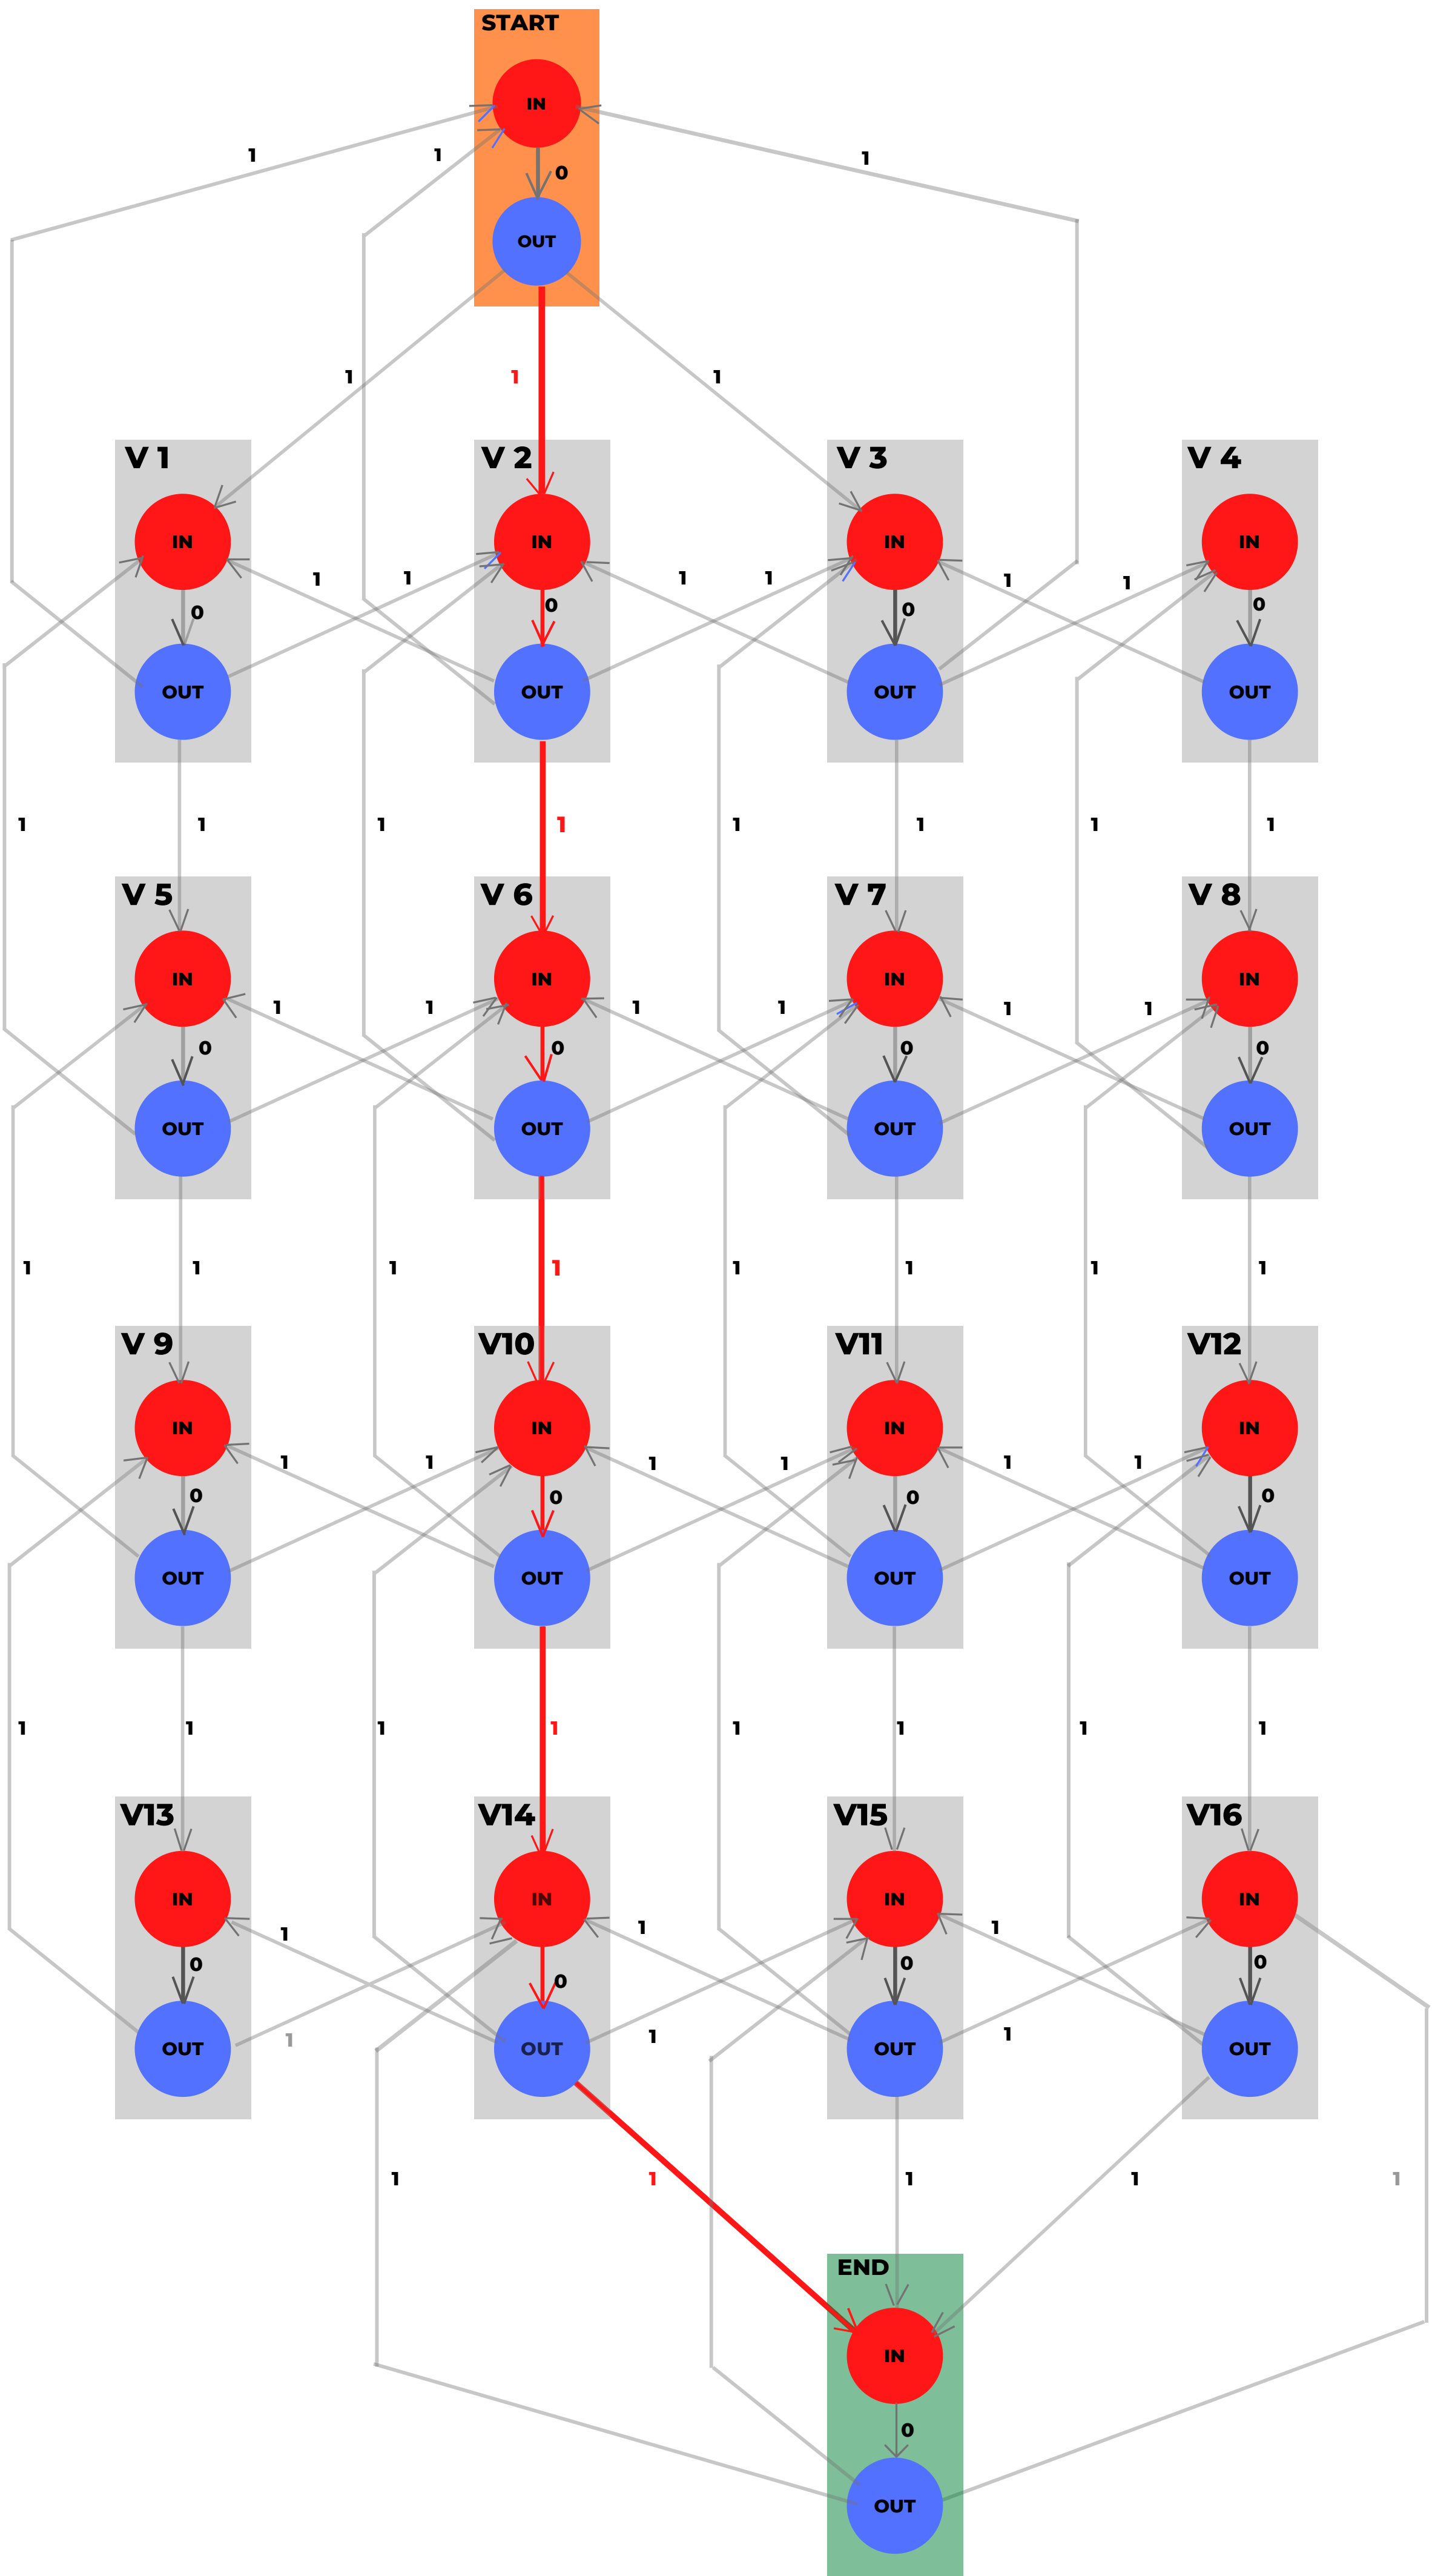 START
IN
1 1 1
0
OUT
1 1 1
V 1 V 2 V 3 V 4
IN IN IN IN
1 1 1 1 1 1
0 0 0 0
OUT OUT OUT OUT
1 1 1 1 1 1 1 1
V 5 V 6 V 7 V 8
IN IN IN IN
1 1 1 1 1 1
0 0 0 0
OUT OUT OUT OUT
1 1 1 1 1 1 1 1
V 9 V10 V11 V12
IN IN IN IN
1 1 1 1 1 1
0 0 0 0
OUT OUT OUT OUT
1 1 1 1 1 1 1 1
V13 V14 V15 V16
IN IN IN IN
1 1 1
0 0 0 0
1 1 1
OUT OUT OUT OUT
1 1 1 1 1
END
IN
0
OUT